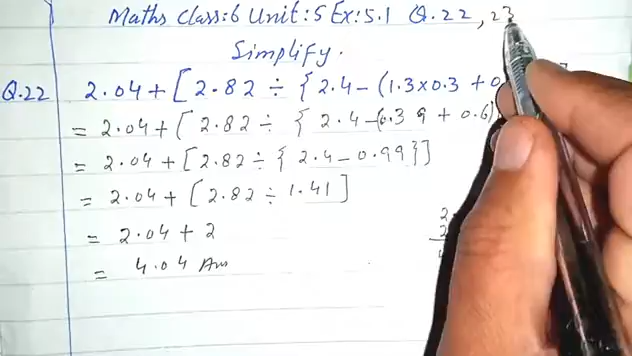 Maths Class:6 Unit:5 Ex:5.1 Q.22, 23
Simplify.
Q.22 2.04+[2.82 ÷ {2.4-(1.3x0.3 + 0 ]
= 2.04+[2.82 ÷ {2.4-(0.39 + 0.6)
= 2.04 +[2.82÷{2.4-0.99}]
= 2.04 + [2.82÷1.41]
= 2.04 + 2
= 4.04 Ans